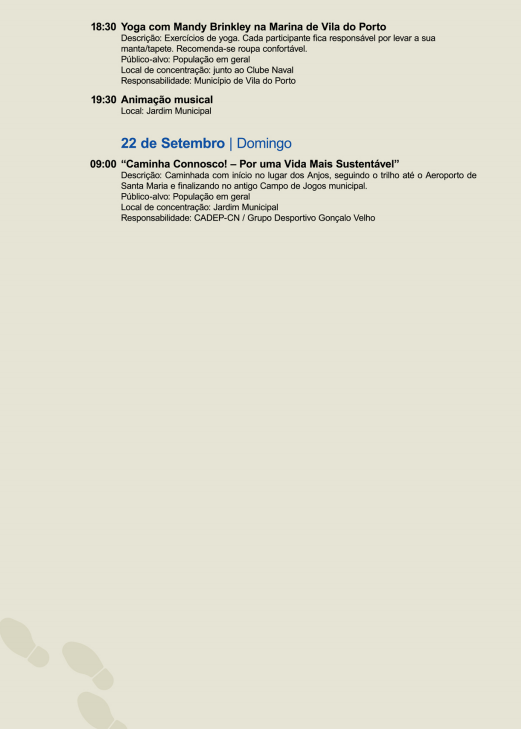 18:30 Yoga com Mandy Brinkley na Marina de Vila do Porto
Descrição: Exercícios de yoga. Cada participante fica responsável por levar a sua
manta/tapete. Recomenda-se roupa confortável.
Público-alvo: População em geral
Local de concentração: junto ao Clube Naval
Responsabilidade: Município de Vila do Porto
19:30 Animação musical
Local: Jardim Municipal
22 de Setembro | Domingo
09:00 “Caminha Connosco! – Por uma Vida Mais Sustentável”
Descrição: Caminhada com início no lugar dos Anjos, seguindo o trilho até o Aeroporto de
Santa Maria e finalizando no antigo Campo de Jogos municipal.
Público-alvo: População em geral
Local de concentração: Jardim Municipal
Responsabilidade: CADEP-CN / Grupo Desportivo Gonçalo Velho